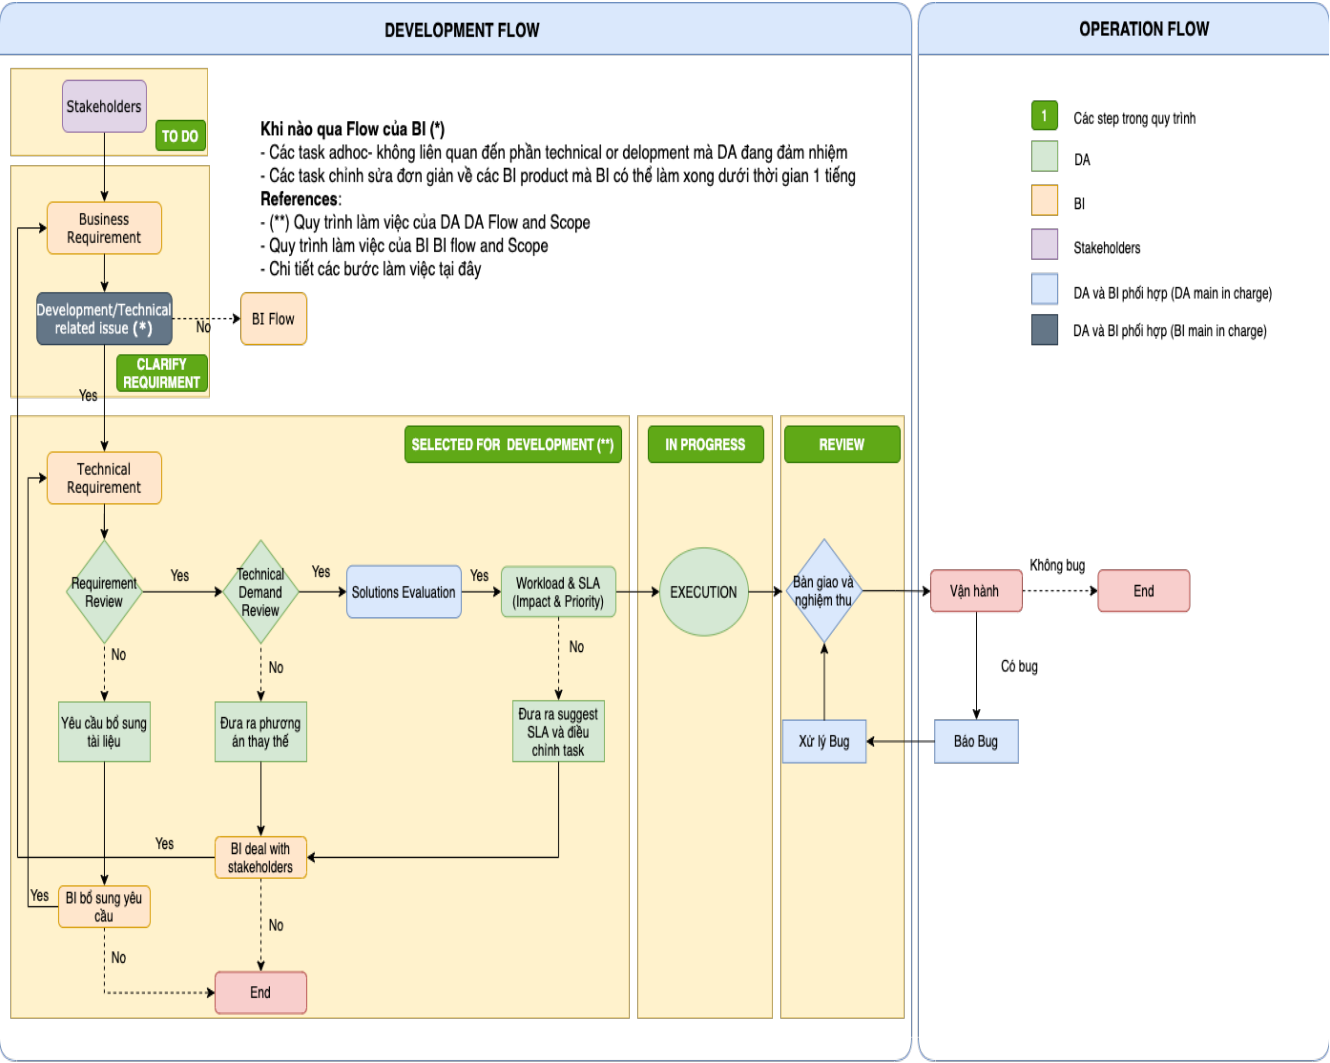 DEVELOPMENT FLOW
OPERATION FLOW
Stakeholders
TO DO
Khi nào qua Flow của BI (*)
- Các task adhoc- không liên quan đến phần technical or delopment mà DA đang đảm nhiệm
- Các task chỉnh sửa đơn giản về các BI product mà BI có thể làm xong dưới thời gian 1 tiếng
References:
- (**) Quy trình làm việc của DA DA Flow and Scope
- Quy trình làm việc của BI BI flow and Scope
- Chi tiết các bước làm việc tại đây
1
Các step trong quy trình
DA
BI
Stakeholders
DA và BI phối hợp (DA main in charge)
DA và BI phối hợp (BI main in charge)
Business
Requirement
Development/Technical
related issue (*)
No
BI Flow
CLARIFY
REQUIRMENT
Yes
SELECTED FOR DEVELOPMENT (**)
IN PROGRESS
REVIEW
Technical
Requirement
Requirement
Review
Yes
Technical
Demand
Review
Yes
Solutions Evaluation
Yes
Workload & SLA
(Impact & Priority)
EXECUTION
Bàn giao và
nghiệm thu
Vận hành
Không bug
End
No
No
No
Có bug
Yêu cầu bổ sung
tài liệu
Đưa ra phương
án thay thế
Đưa ra suggest
SLA và điều
chỉnh task
Xử lý Bug
Báo Bug
Yes
BI deal with
stakeholders
Yes
BI bổ sung yêu
cầu
No
No
End